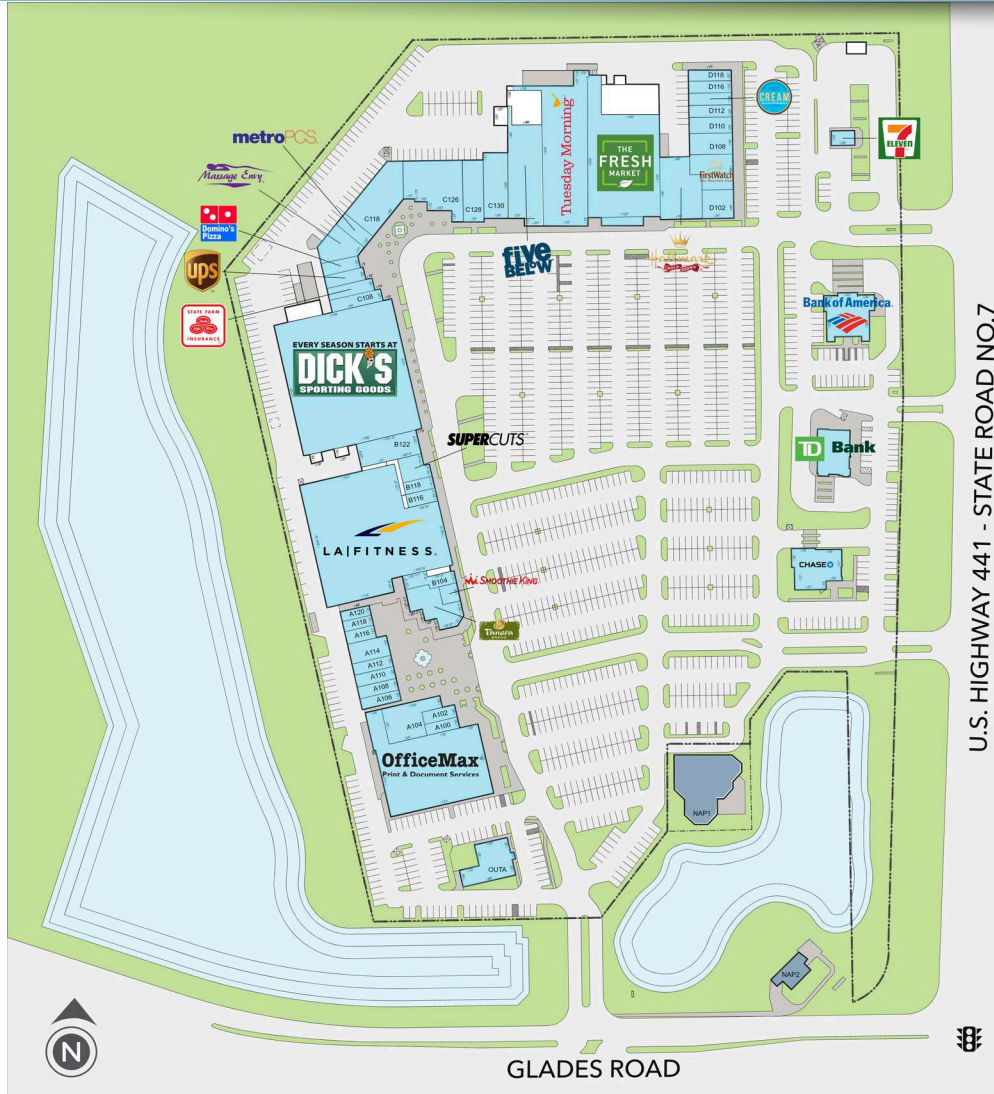 D118
D116
CREAM
D112
D110
D108
FirstWatch
D102
7
ELEVEN
metroPCS.
Massage Envy
Domino's
Pizza
ups
STATE FARM
INSURANCE
C118
C126
C128
C130
C108
Tuesday Morning
THE
FRESH
MARKET
five
BELOW
Hallmark
Bank of America
EVERY SEASON STARTS AT
DICK'S
SPORTING GOODS
B122
SUPERCUTS
B118
B116
TD Bank
LA|FITNESS.
CHASE
B104
SMOOTHIE KING
Panera
BREAD
A120
A118
A116
A114
A112
A110
A108
A106
A104
A102
A100
OfficeMax
Print & Document Services
OUTA
NAP1
NAP2
U.S. HIGHWAY 441 - STATE ROAD NO.7
N
GLADES ROAD